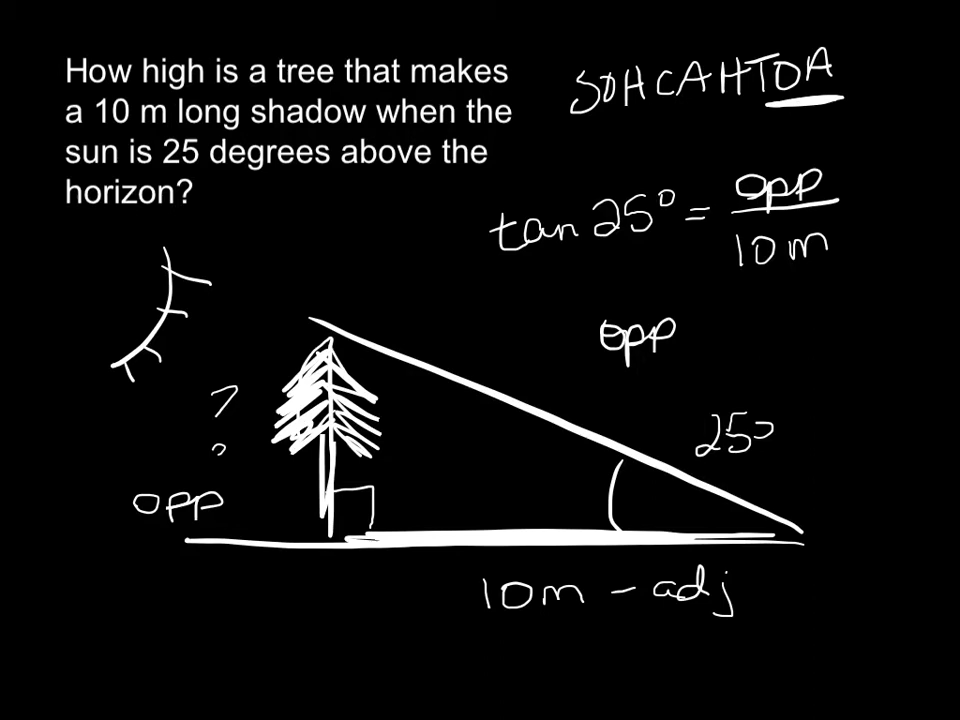 How high is a tree that makes
a 10 m long shadow when the
sun is 25 degrees above the
horizon?
SOHCAHTOA
tan 25° = opp
10m
opp
?
25°
opp
10m - adj